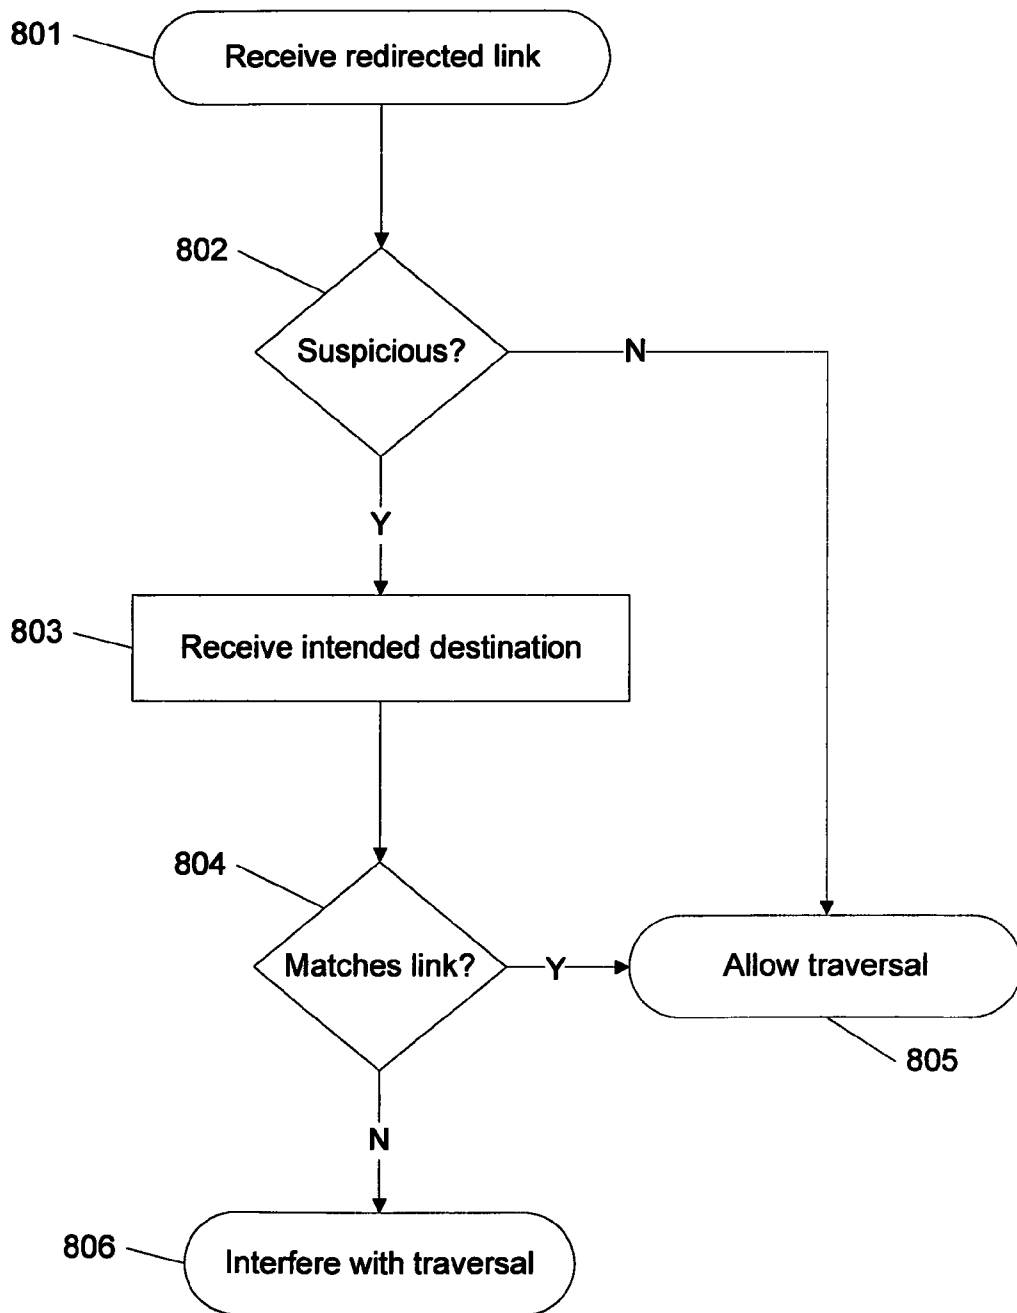 801
Receive redirected link
802
Suspicious?
N
Y
803
Receive intended destination
804
Matches link?
Y
Allow traversal
805
N
806
Interfere with traversal